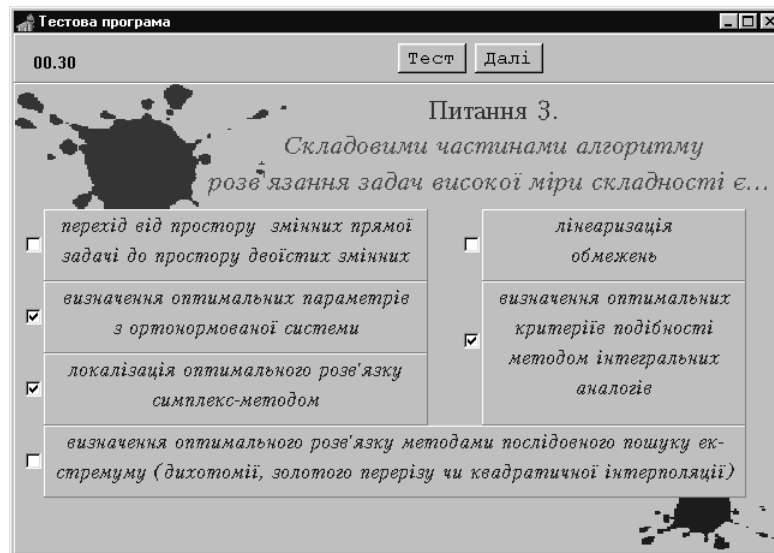 Тестова програма
00.30
Тест Далі
Питання 3.
Складовими частинами алгоритму
розв'язання задач високої міри складності є...
перехід від простору змінних прямої
задачі до простору двоїстих змінних
лінеаризація
обмежень
визначення оптимальних параметрів
з ортонормованої системи
визначення оптимальних
критеріїв подібності
методом інтегральних
аналогів
локалізація оптимального розв'язку
симплекс-методом
визначення оптимального розв'язку методами послідовного пошуку ек-
стремуму (дихотомії, золотого перерізу чи квадратичної інтерполяції)